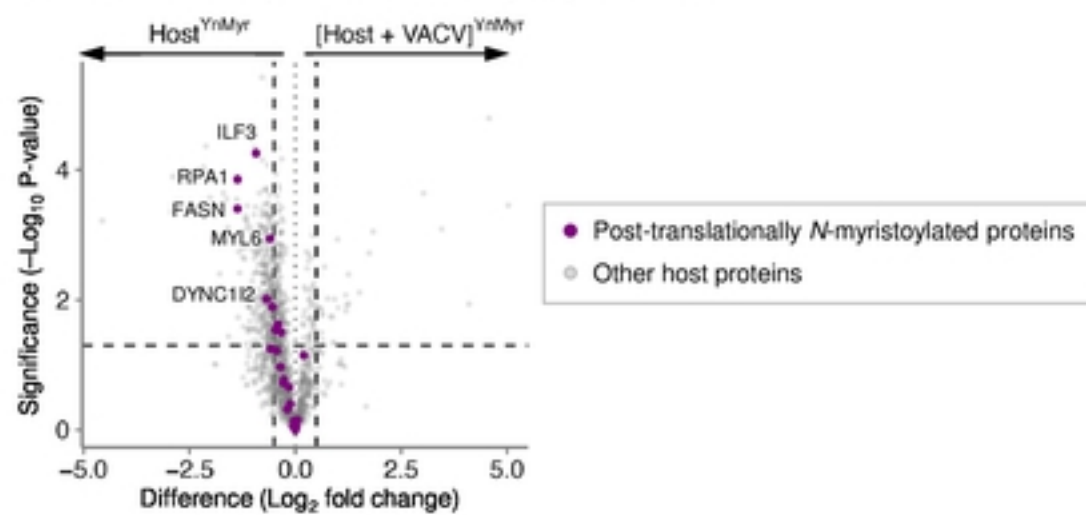 Host^YnMyr [Host + VACV]^YnMyr
Significance (–Log₁₀ P-value)
4
2
0
ILF3
RPA1
FASN
MYL6
DYNC1I2
–5.0 –2.5 0.0 2.5 5.0
Difference (Log₂ fold change)
Post-translationally N-myristoylated proteins
Other host proteins